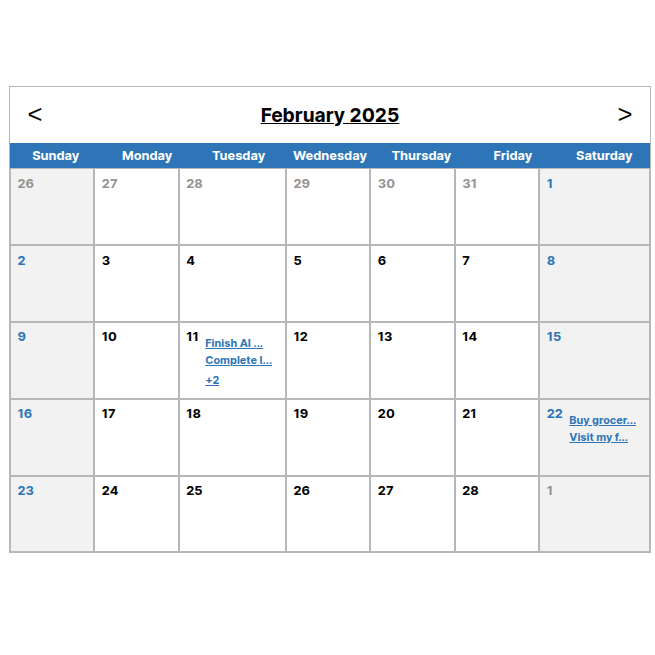 < February 2025 >
Sunday Monday Tuesday Wednesday Thursday Friday Saturday
26 27 28 29 30 31 1
2 3 4 5 6 7 8
9 10 11 Finish AI ... 12 13 14 15
Complete I...
+2
16 17 18 19 20 21 22 Buy grocer...
Visit my f...
23 24 25 26 27 28 1